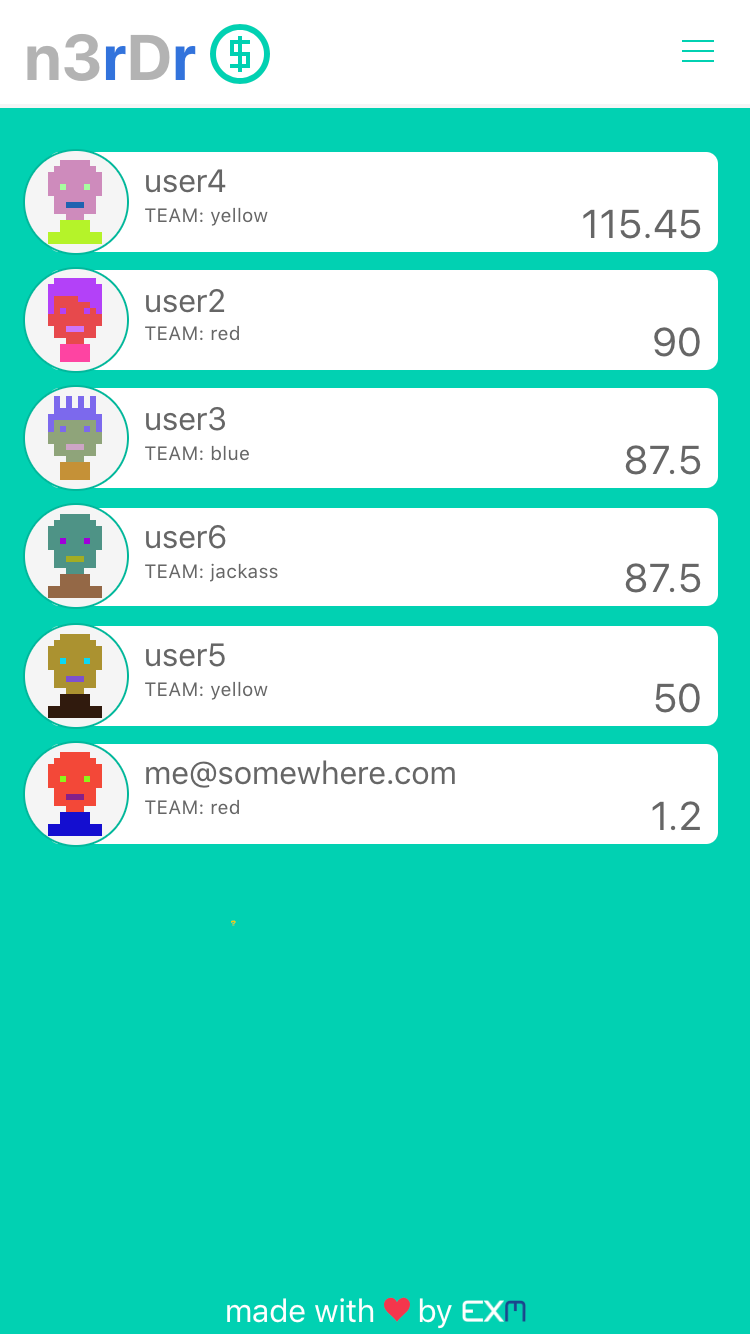 n3rDr $
user4
TEAM: yellow
115.45
user2
TEAM: red
90
user3
TEAM: blue
87.5
user6
TEAM: jackass
87.5
user5
TEAM: yellow
50
me@somewhere.com
TEAM: red
1.2
made with ❤ by EXM